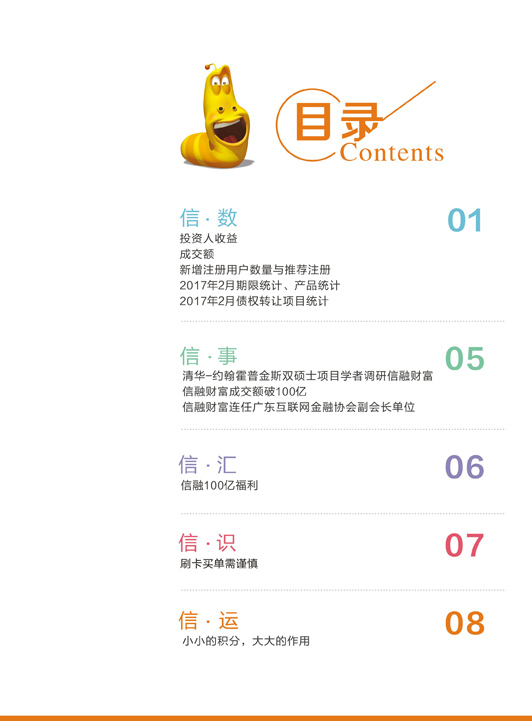 目录
Contents
信·数
01
投资人收益
成交额
新增注册用户数量与推荐注册
2017年2月期限统计、产品统计
2017年2月债权转让项目统计
信·事
05
清华-约翰霍普金斯双硕士项目学者调研信融财富
信融财富成交额破100亿
信融财富连任广东互联网金融协会副会长单位
信·汇
06
信融100亿福利
信·识
07
刷卡买单需谨慎
信·运
08
小小的积分，大大的作用